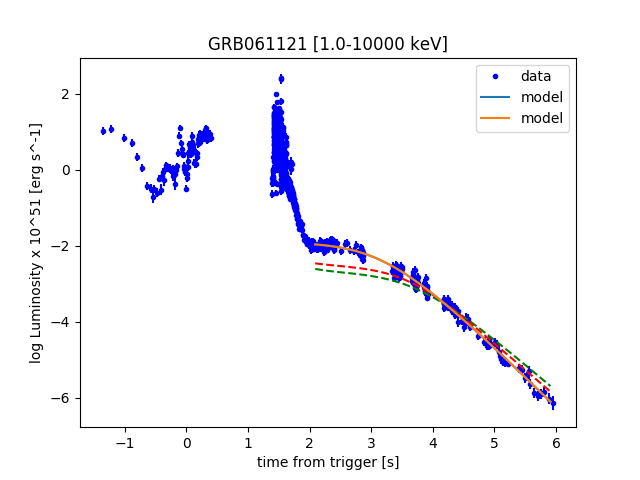 GRB061121 [1.0-10000 keV]
data
model
model
log Luminosity x 10^51 [erg s^-1]
2
0
−2
−4
−6
−1
0
1
2
3
4
5
6
time from trigger [s]